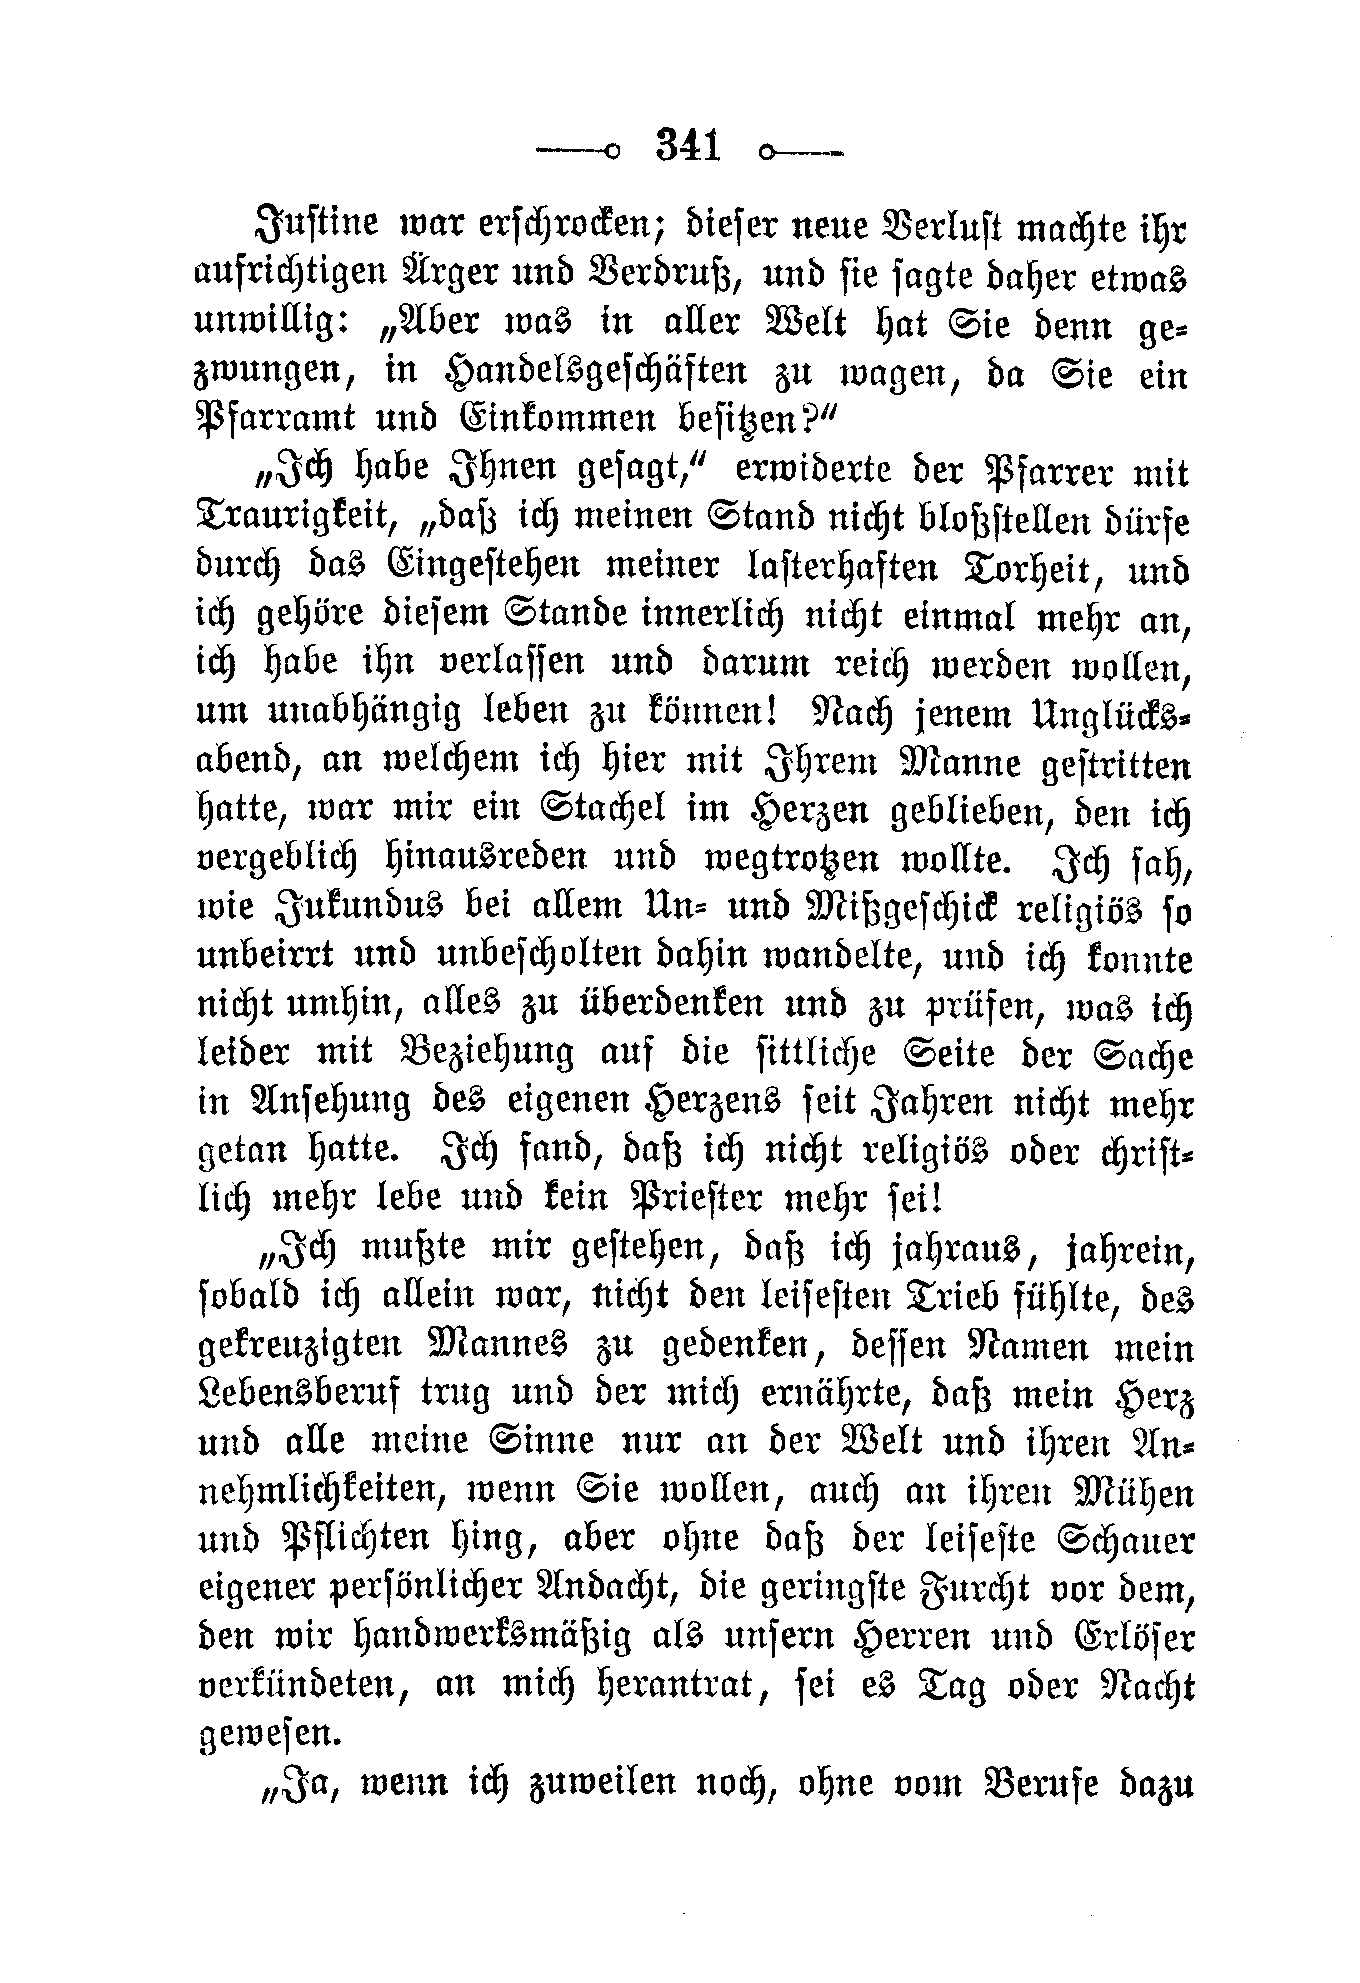 341
Justine war erschrocken; dieser neue Verlust machte ihr
aufrichtigen Ärger und Verdruß, und sie sagte daher etwas
unwillig: „Aber was in aller Welt hat Sie denn ge-
zwungen, in Handelsgeschäften zu wagen, da Sie ein
Pfarramt und Einkommen besitzen?“
„Ich habe Ihnen gesagt,“ erwiderte der Pfarrer mit
Traurigkeit, „daß ich meinen Stand nicht bloßstellen dürfe
durch das Eingestehen meiner lasterhaften Torheit, und
ich gehöre diesem Stande innerlich nicht einmal mehr an,
ich habe ihn verlassen und darum reich werden wollen,
um unabhängig leben zu können! Nach jenem Unglücks-
abend, an welchem ich hier mit Ihrem Manne gestritten
hatte, war mir ein Stachel im Herzen geblieben, den ich
vergeblich hinausreden und wegtrotzen wollte. Ich sah,
wie Jukundus bei allem Un- und Mißgeschick religiös so
unbeirrt und unbescholten dahin wandelte, und ich konnte
nicht umhin, alles zu überdenken und zu prüfen, was ich
leider mit Beziehung auf die sittliche Seite der Sache
in Ansehung des eigenen Herzens seit Jahren nicht mehr
getan hatte. Ich fand, daß ich nicht religiös oder christ-
lich mehr lebe und kein Priester mehr sei!
„Ich mußte mir gestehen, daß ich jahraus, jahrein,
sobald ich allein war, nicht den leisesten Trieb fühlte, des
gekreuzigten Mannes zu gedenken, dessen Namen mein
Lebensberuf trug und der mich ernährte, daß mein Herz
und alle meine Sinne nur an der Welt und ihren An-
nehmlichkeiten, wenn Sie wollen, auch an ihren Mühen
und Pflichten hing, aber ohne daß der leiseste Schauer
eigener persönlicher Andacht, die geringste Furcht vor dem,
den wir handwerksmäßig als unsern Herren und Erlöser
verkündeten, an mich herantrat, sei es Tag oder Nacht
gewesen.
„Ja, wenn ich zuweilen noch, ohne vom Berufe dazu